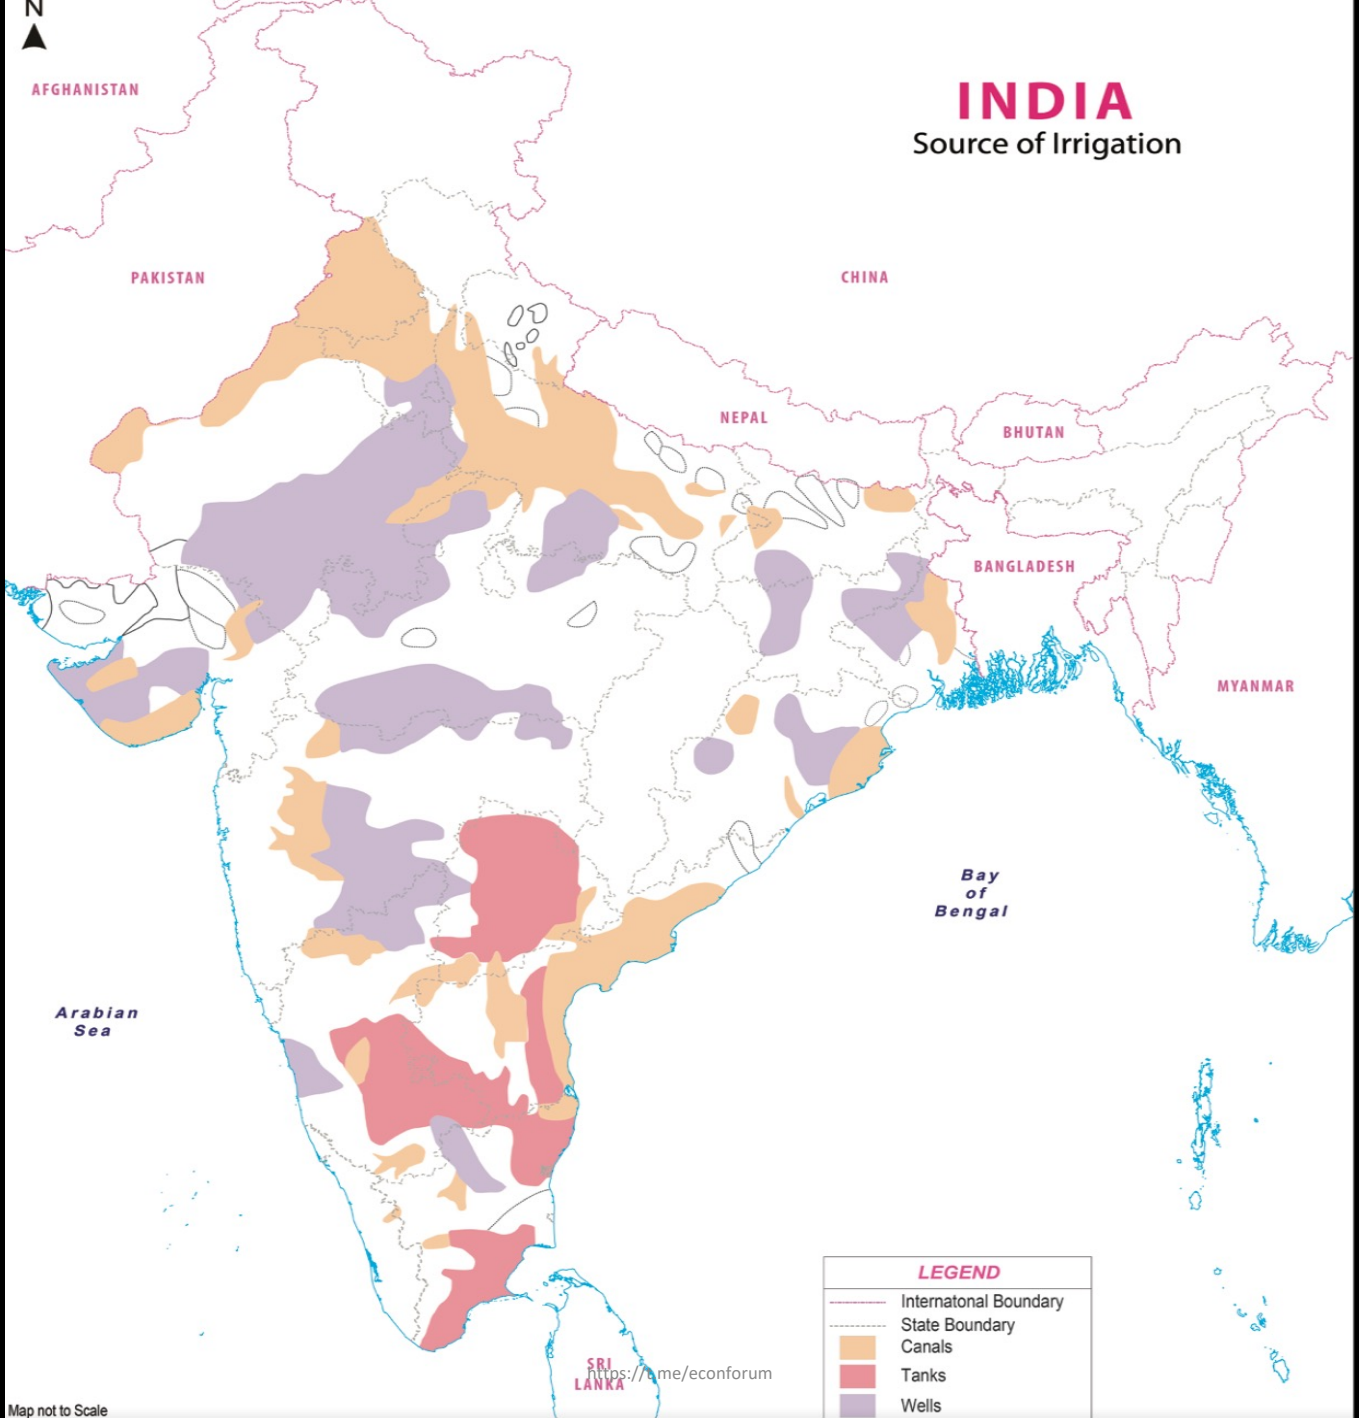 N
AFGHANISTAN
INDIA
Source of Irrigation
PAKISTAN
CHINA
NEPAL
BHUTAN
BANGLADESH
MYANMAR
Bay
of
Bengal
Arabian
Sea
LEGEND
Internatonal Boundary
State Boundary
Canals
Tanks
Wells
SRI
LANKA
https://t.me/econforum
Map not to Scale